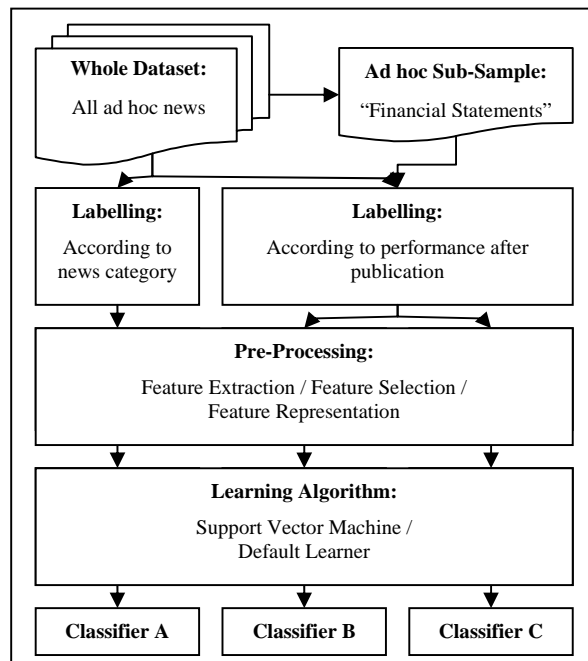 Whole Dataset:
All ad hoc news
Ad hoc Sub-Sample:
“Financial Statements”
Labelling:
According to
news category
Labelling:
According to performance after
publication
Pre-Processing:
Feature Extraction / Feature Selection /
Feature Representation
Learning Algorithm:
Support Vector Machine /
Default Learner
Classifier A
Classifier B
Classifier C